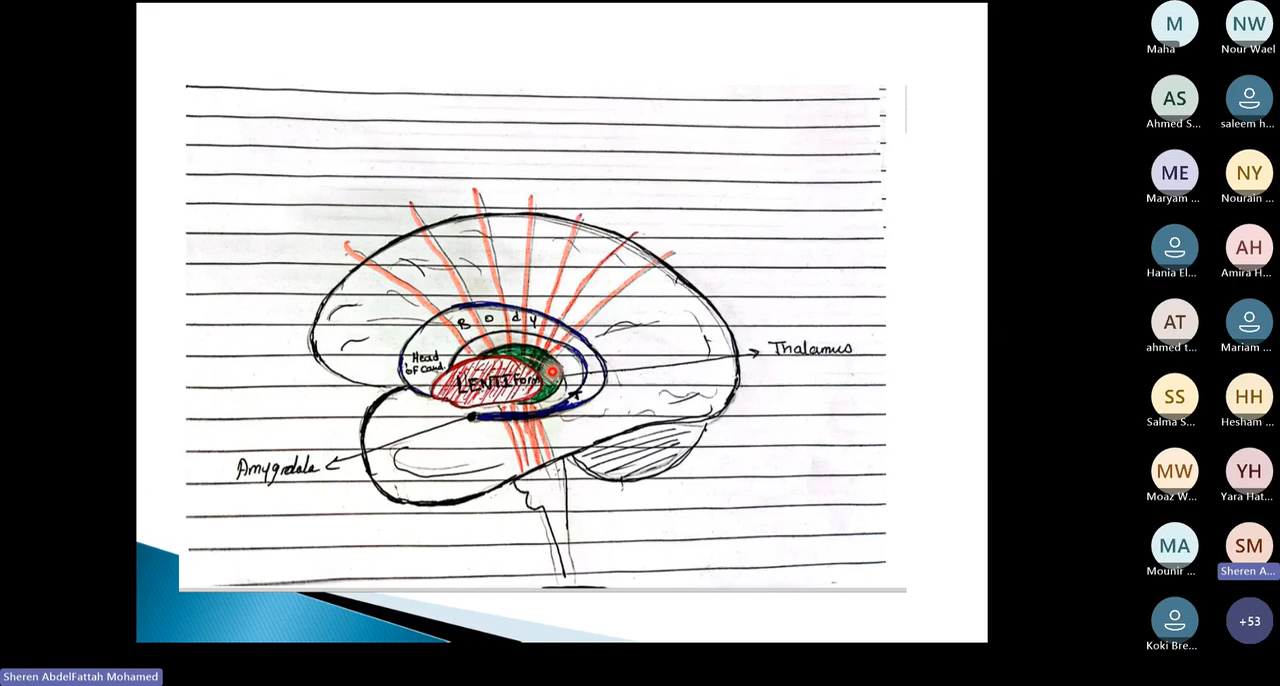 Body
Head
of Caud.
LENTIform
Thalamus
Amygdala
M
Maha
NW
Nour Wael
AS
Ahmed S...
saleem h...
ME
Maryam ...
NY
Nourain ...
Hania El...
AH
Amira H...
AT
ahmed t...
Mariam ...
SS
Salma S...
HH
Hesham ...
MW
Moaz W...
YH
Yara Hat...
MA
Mounir ...
SM
Sheren A...
Koki Bre...
+53
Sheren AbdelFattah Mohamed